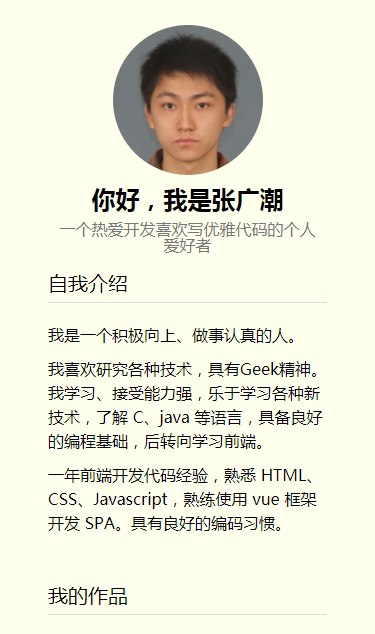 你好，我是张广潮
一个热爱开发喜欢写优雅代码的个人
爱好者
自我介绍
我是一个积极向上、做事认真的人。
我喜欢研究各种技术，具有Geek精神。
我学习、接受能力强，乐于学习各种新
技术，了解 C、java 等语言，具备良好
的编程基础，后转向学习前端。
一年前端开发代码经验，熟悉 HTML、
CSS、Javascript，熟练使用 vue 框架
开发 SPA。具有良好的编码习惯。
我的作品